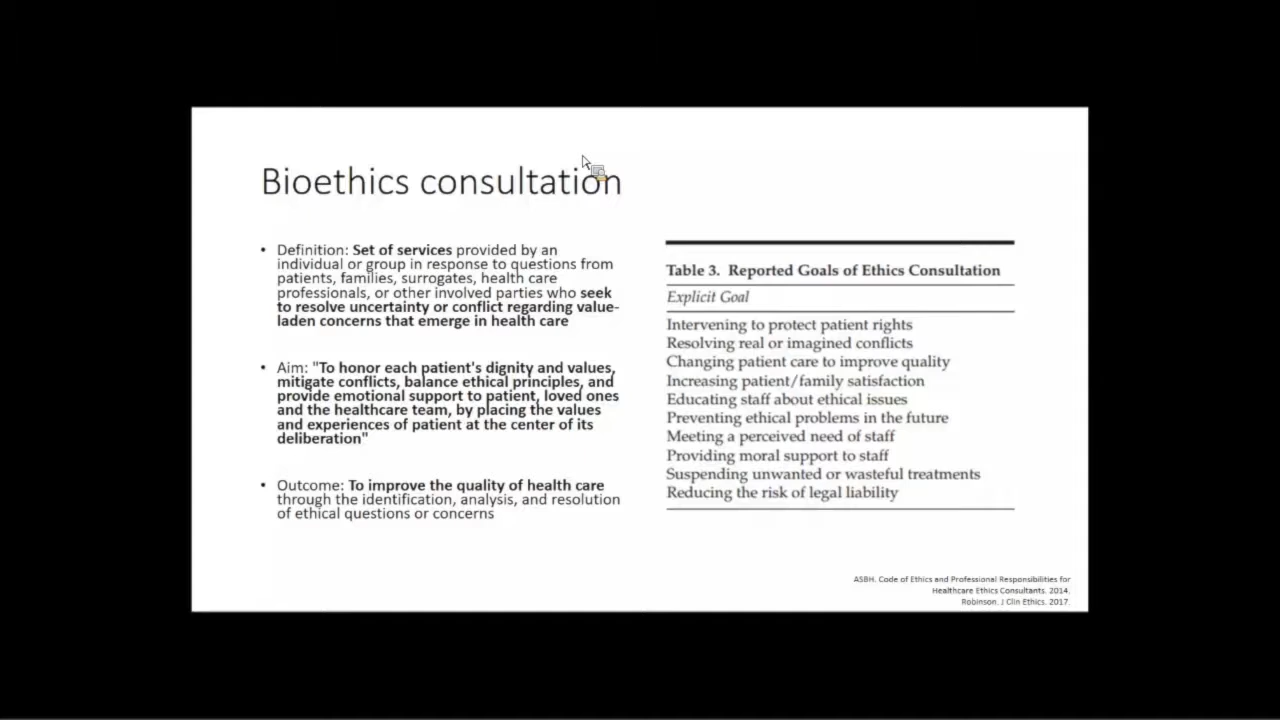 Bioethics consultation
• Definition: Set of services provided by an
individual or group in response to questions from
patients, families, surrogates, health care
professionals, or other involved parties who seek
to resolve uncertainty or conflict regarding value-
laden concerns that emerge in health care
• Aim: "To honor each patient's dignity and values,
mitigate conflicts, balance ethical principles, and
provide emotional support to patient, loved ones
and the healthcare team, by placing the values
and experiences of patient at the center of its
deliberation"
• Outcome: To improve the quality of health care
through the identification, analysis, and resolution
of ethical questions or concerns
Table 3. Reported Goals of Ethics Consultation
Explicit Goal
Intervening to protect patient rights
Resolving real or imagined conflicts
Changing patient care to improve quality
Increasing patient/family satisfaction
Educating staff about ethical issues
Preventing ethical problems in the future
Meeting a perceived need of staff
Providing moral support to staff
Suspending unwanted or wasteful treatments
Reducing the risk of legal liability
ASBH. Code of Ethics and Professional Responsibilities for
Healthcare Ethics Consultants. 2014.
Robinson. J Clin Ethics. 2017.